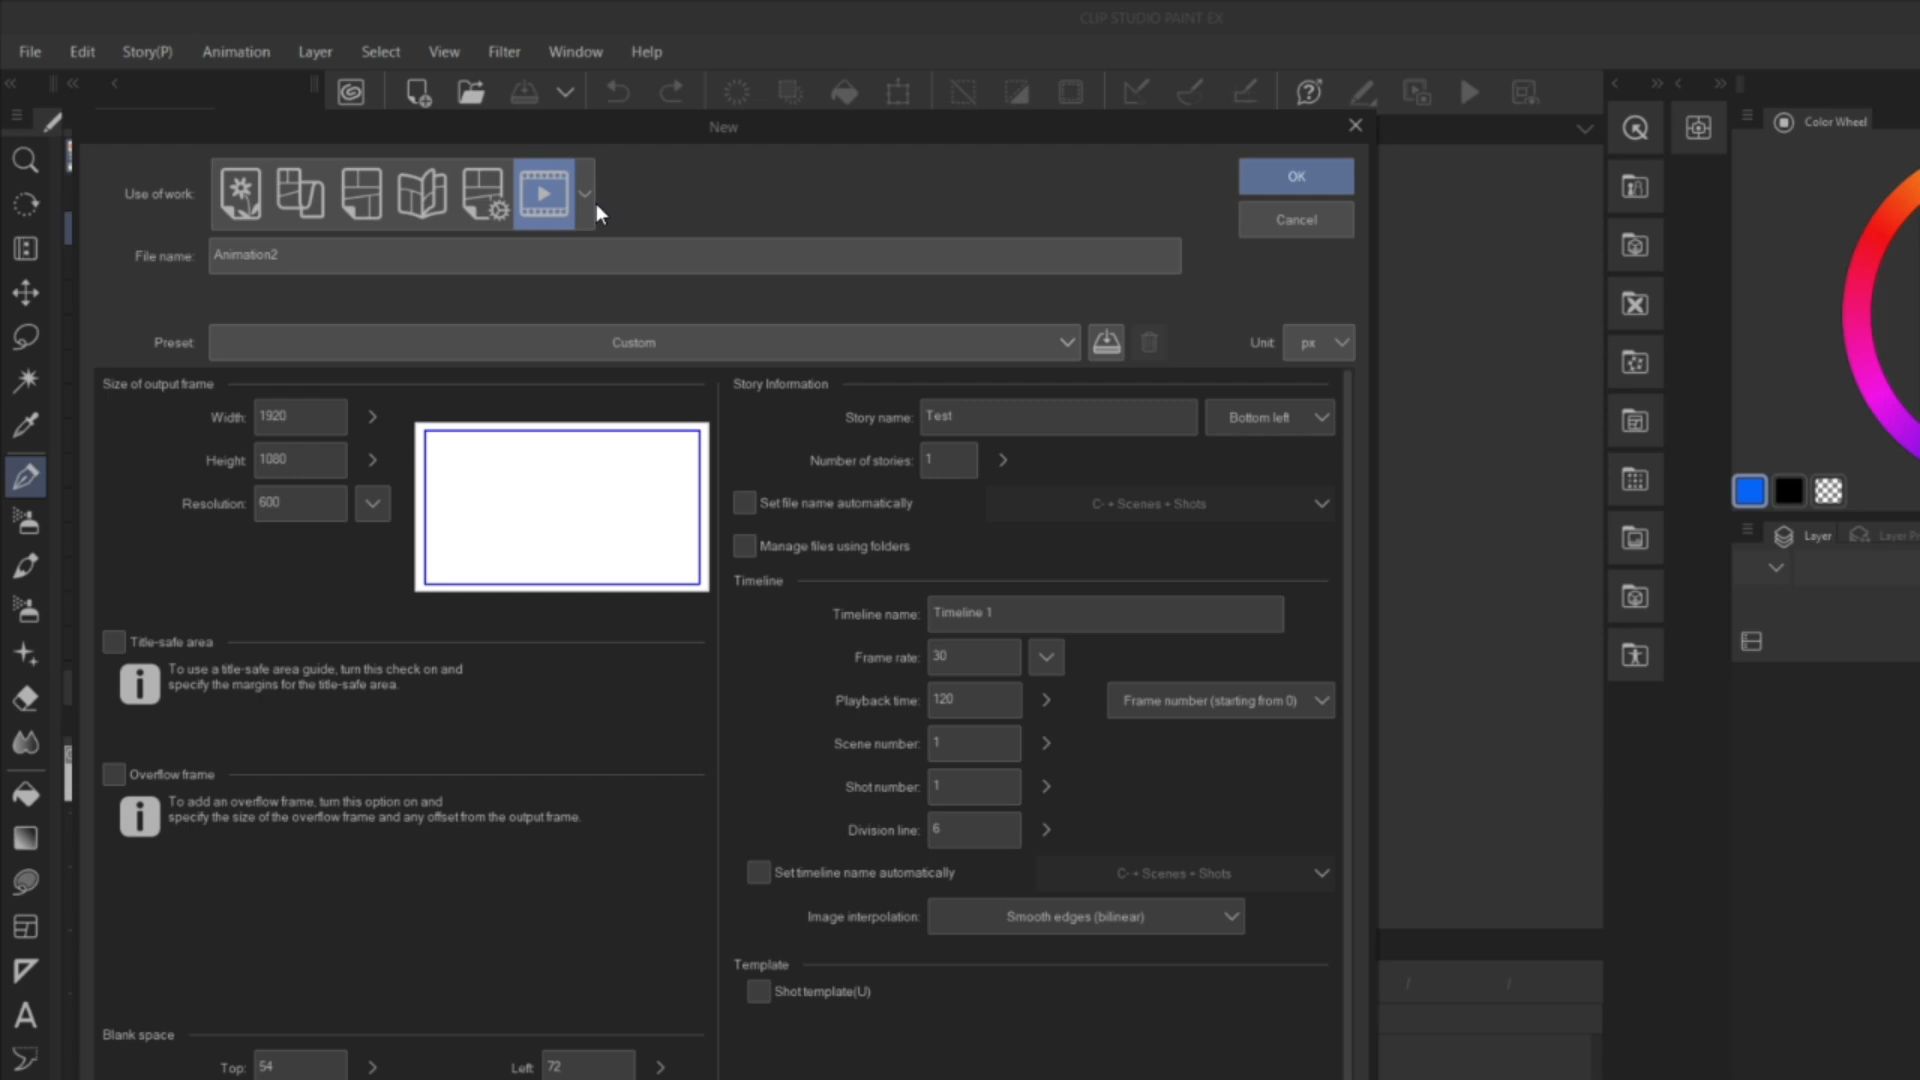 CLIP STUDIO PAINT EX
File Edit Story(P) Animation Layer Select View Filter Window Help
New
Color Wheel
Use of work:
OK
Cancel
File name: Animation2
Preset: Custom
Unit: px
Size of output frame
Width: 1920
Height: 1080
Resolution: 600
Title-safe area
To use a title-safe area guide, turn this check on and
specify the margins for the title-safe area.
Overflow frame
To add an overflow frame, turn this option on and
specify the size of the overflow frame and any offset from the output frame.
Blank space
Top: 54 Left: 72
Story Information
Story name: Test Bottom left
Number of stories: 1
Set file name automatically C- + Scenes + Shots
Manage files using folders
Timeline
Timeline name: Timeline 1
Frame rate: 30
Playback time: 120 Frame number (starting from 0)
Scene number: 1
Shot number: 1
Division line: 6
Set timeline name automatically C- + Scenes + Shots
Image interpolation: Smooth edges (bilinear)
Template
Shot template(U)
Layer Layer Pr
/ /